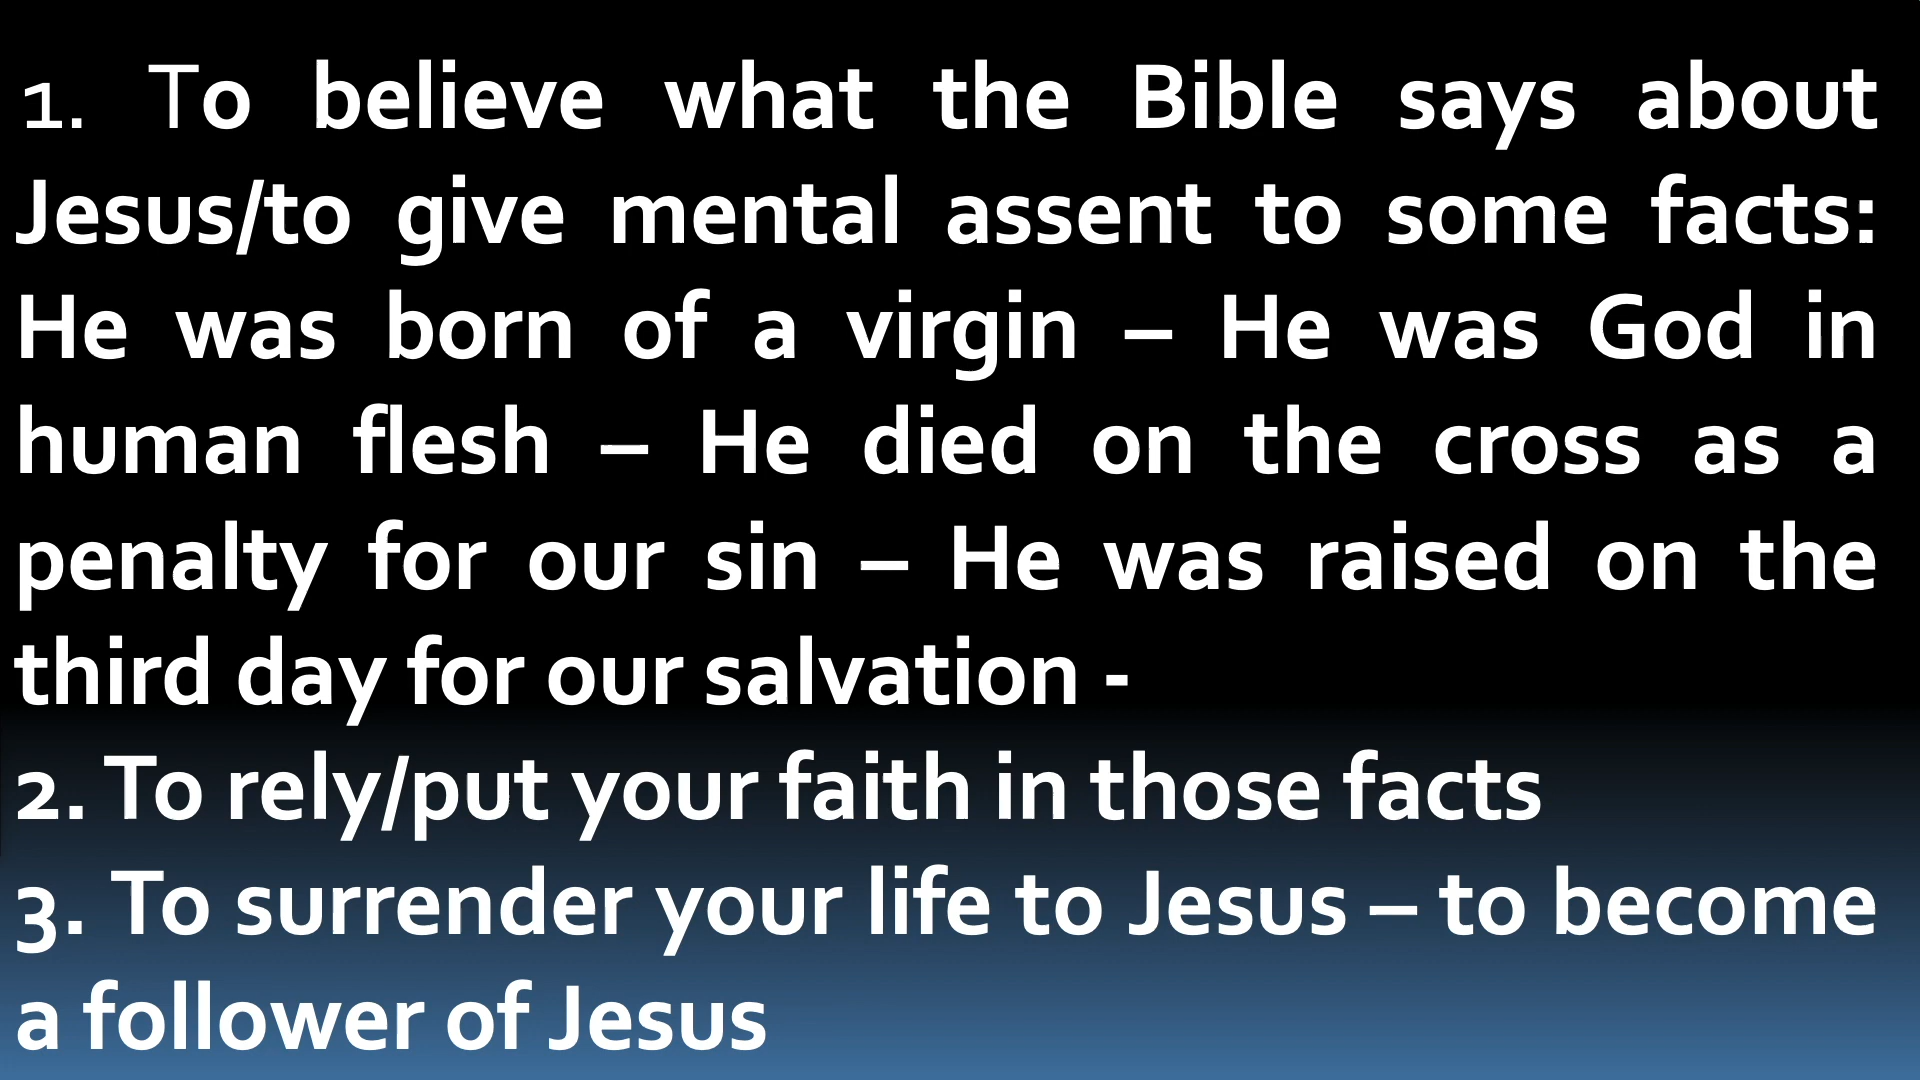 1. To believe what the Bible says about
Jesus/to give mental assent to some facts:
He was born of a virgin – He was God in
human flesh – He died on the cross as a
penalty for our sin – He was raised on the
third day for our salvation -
2. To rely/put your faith in those facts
3. To surrender your life to Jesus – to become
a follower of Jesus